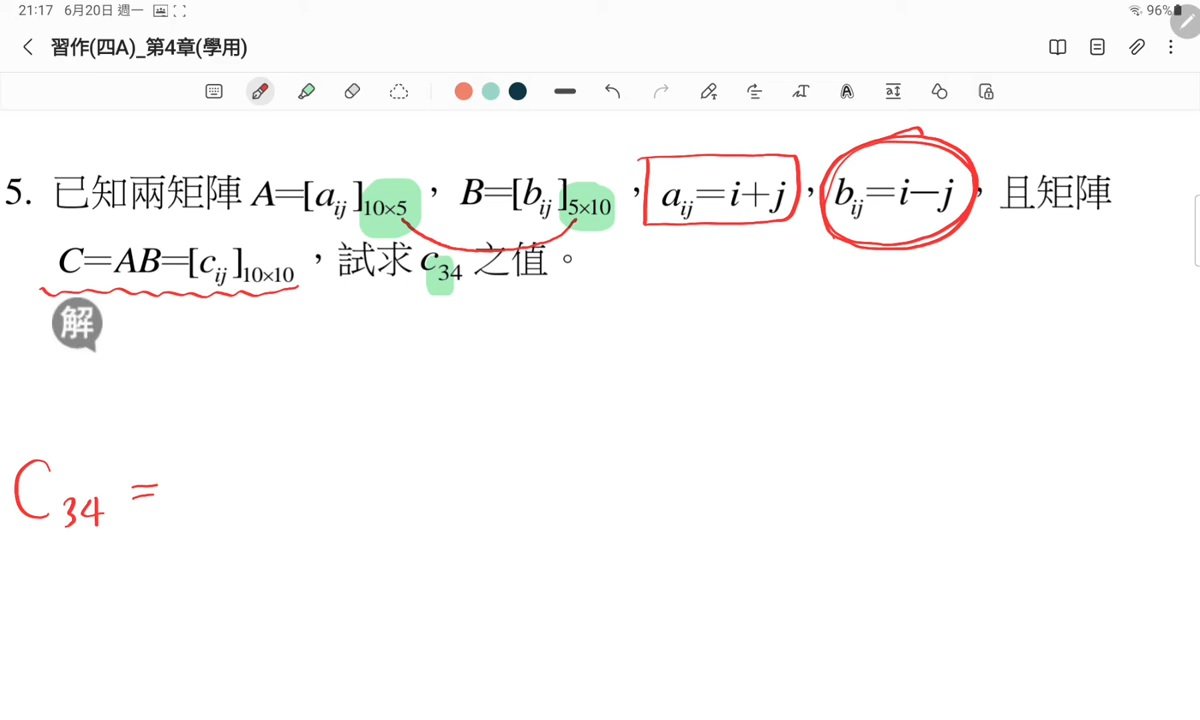 21:17 6月20日 週一 96%
習作(四A)_第4章(學用)
5. 已知兩矩陣 A=[aij]10×5，B=[bij]5×10，aij=i+j，bij=i−j，且矩陣
C=AB=[cij]10×10，試求 c34 之值。
解
C34 =